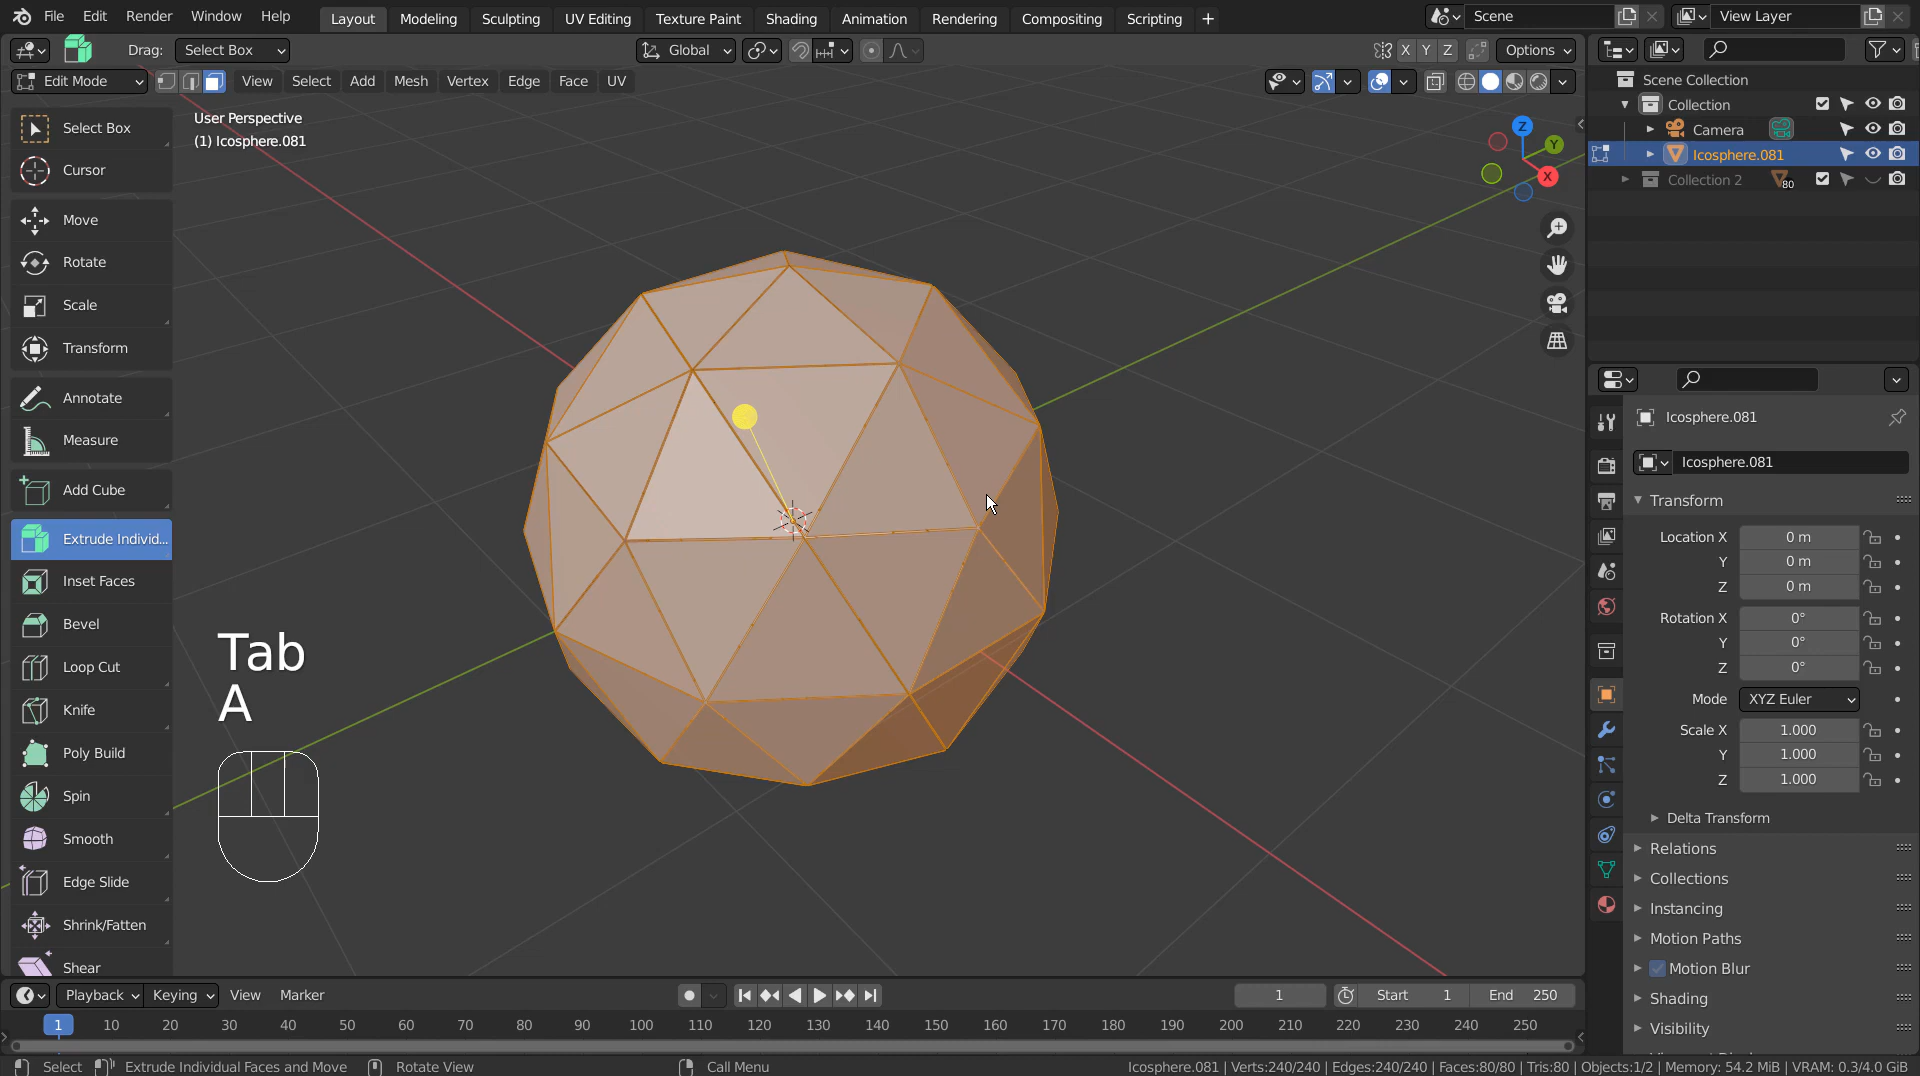 File Edit Render Window Help Layout Modeling Sculpting UV Editing Texture Paint Shading Animation Rendering Compositing Scripting + Scene View Layer
Drag: Select Box Global X Y Z Options
Edit Mode View Select Add Mesh Vertex Edge Face UV
User Perspective
(1) Icosphere.081
Select Box
Cursor
Move
Rotate
Scale
Transform
Annotate
Measure
Add Cube
Extrude Individ...
Inset Faces
Bevel
Loop Cut
Knife
Poly Build
Spin
Smooth
Edge Slide
Shrink/Fatten
Shear
Tab
A
Z
Y
X
Scene Collection
Collection
Camera
Icosphere.081
Collection 2 80
Icosphere.081
Icosphere.081
Transform
Location X 0 m
Y 0 m
Z 0 m
Rotation X 0°
Y 0°
Z 0°
Mode XYZ Euler
Scale X 1.000
Y 1.000
Z 1.000
Delta Transform
Relations
Collections
Instancing
Motion Paths
Motion Blur
Shading
Visibility
Playback Keying View Marker 1 Start 1 End 250
1 10 20 30 40 50 60 70 80 90 100 110 120 130 140 150 160 170 180 190 200 210 220 230 240 250
Select Extrude Individual Faces and Move Rotate View Call Menu Icosphere.081 | Verts:240/240 | Edges:240/240 | Faces:80/80 | Tris:80 | Objects:1/2 | Memory: 54.2 MiB | VRAM: 0.3/4.0 GiB